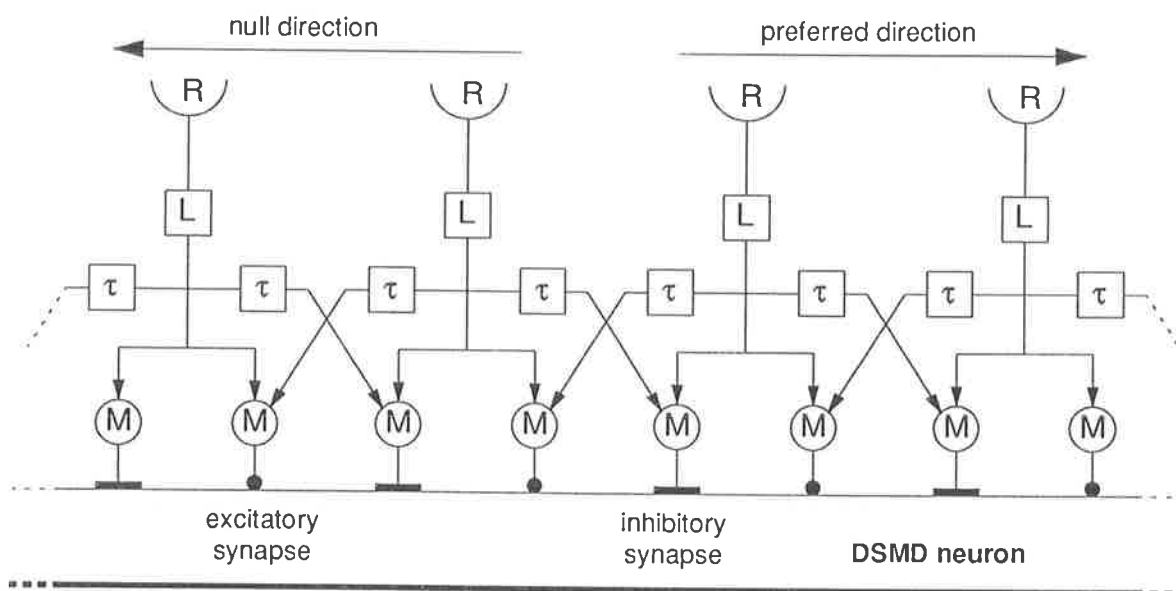 null direction
preferred direction
R R R R
L L L L
τ τ τ τ τ τ τ τ
M M M M M M M M
excitatory
synapse
inhibitory
synapse
DSMD neuron